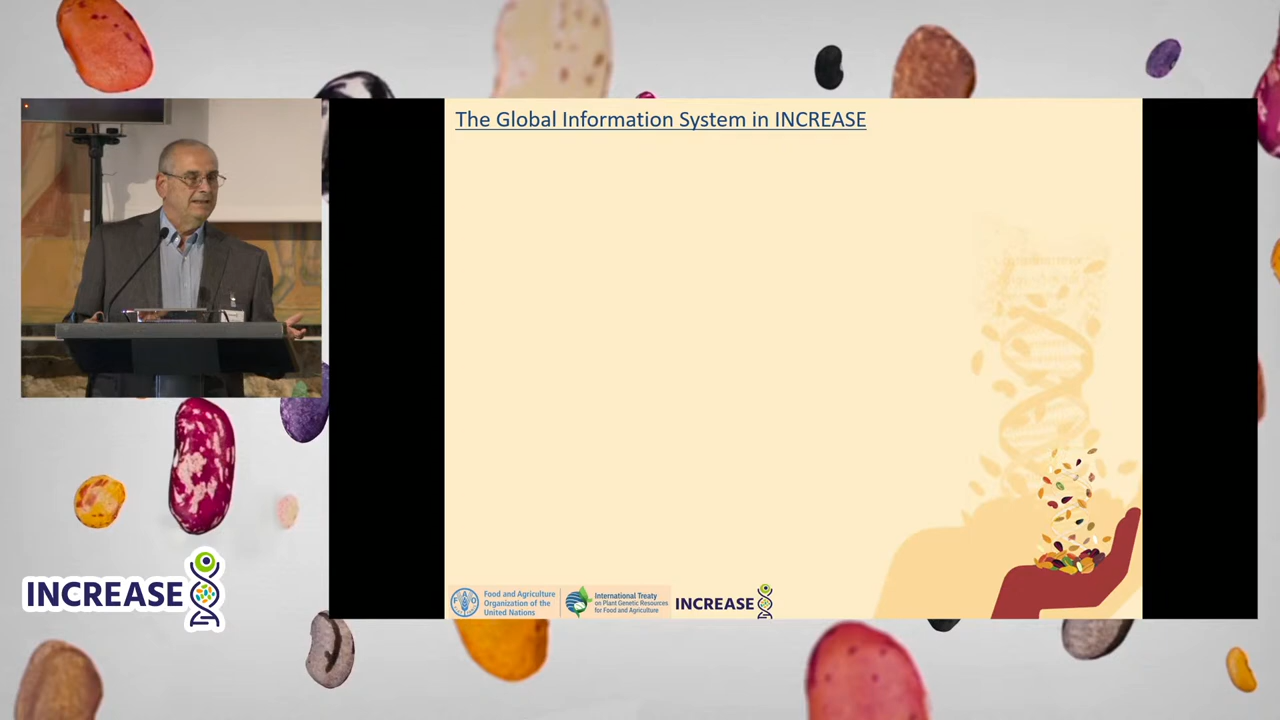 The Global Information System in INCREASE
Food and Agriculture
Organization of the
United Nations
International Treaty
on Plant Genetic Resources
for Food and Agriculture
INCREASE
INCREASE